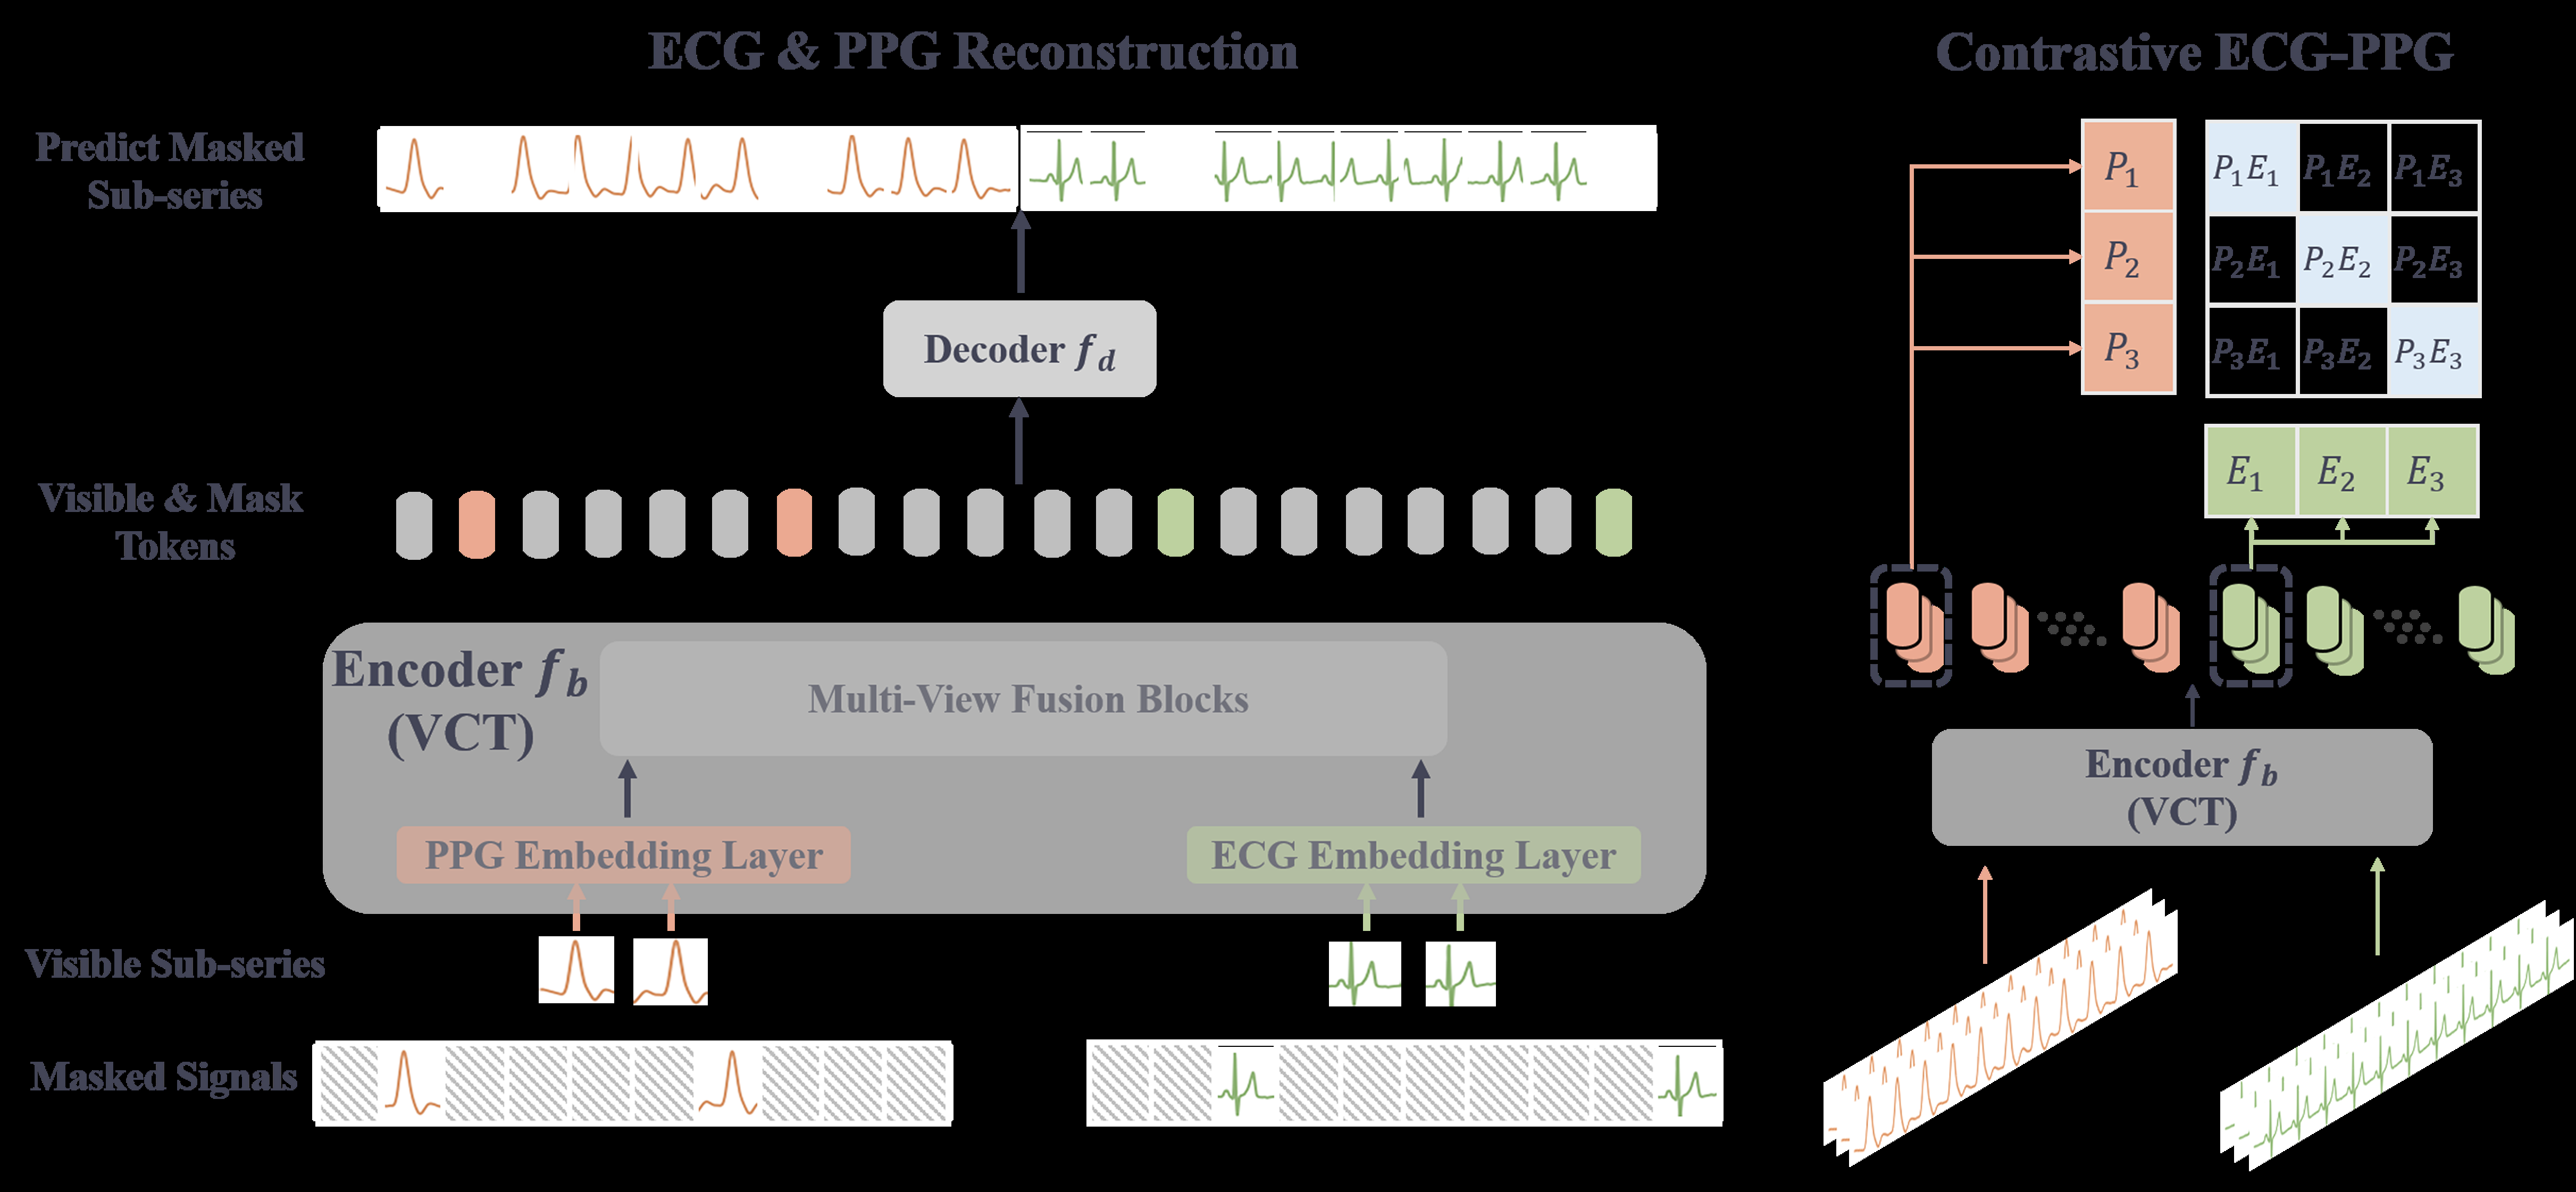 ECG & PPG Reconstruction
Predict Masked
Sub-series
Decoder f_d
Visible & Mask
Tokens
Encoder f_b
(VCT)
Multi-View Fusion Blocks
PPG Embedding Layer
ECG Embedding Layer
Visible Sub-series
Masked Signals
Contrastive ECG-PPG
P_1
P_1E_1 P_1E_2 P_1E_3
P_2
P_2E_1 P_2E_2 P_2E_3
P_3
P_3E_1 P_3E_2 P_3E_3
E_1 E_2 E_3
Encoder f_b
(VCT)